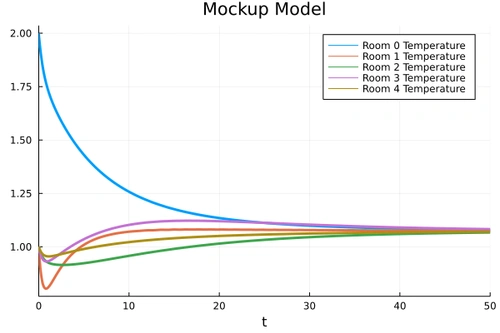 Mockup Model
2.00
1.75
1.50
1.25
1.00
Room 0 Temperature
Room 1 Temperature
Room 2 Temperature
Room 3 Temperature
Room 4 Temperature
0 10 20 30 40 50
t